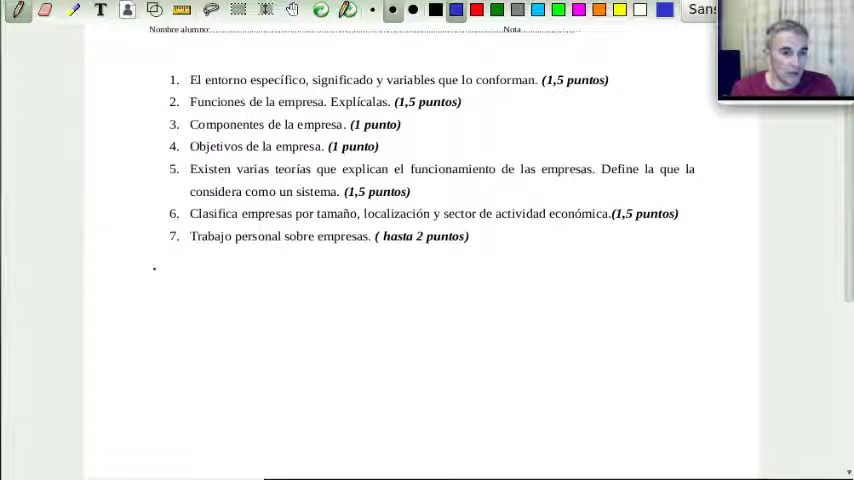 T
Sans
Nombre alumno:.......................................................................................................Nota......................
1. El entorno específico, significado y variables que lo conforman. (1,5 puntos)
2. Funciones de la empresa. Explícalas. (1,5 puntos)
3. Componentes de la empresa. (1 punto)
4. Objetivos de la empresa. (1 punto)
5. Existen varias teorías que explican el funcionamiento de las empresas. Define la que la
considera como un sistema. (1,5 puntos)
6. Clasifica empresas por tamaño, localización y sector de actividad económica.(1,5 puntos)
7. Trabajo personal sobre empresas. ( hasta 2 puntos)